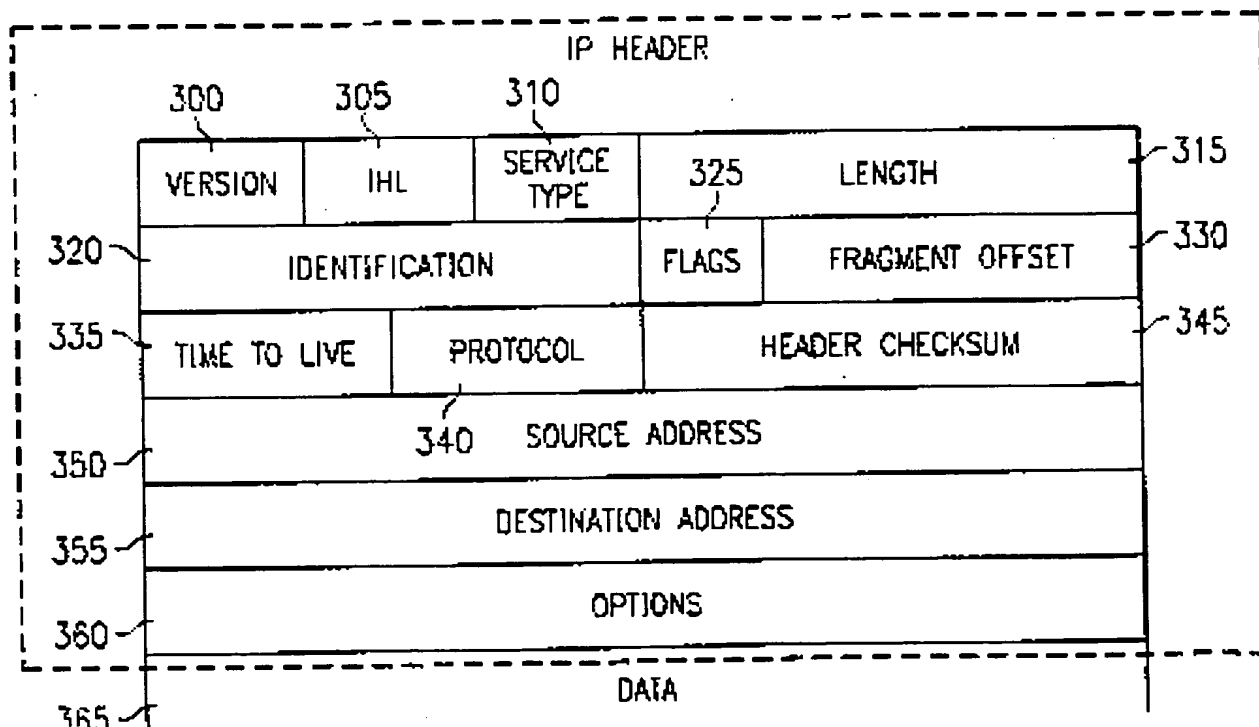 IP HEADER
300 305 310
VERSION IHL SERVICE TYPE 325 LENGTH 315
320 IDENTIFICATION FLAGS FRAGMENT OFFSET 330
335 TIME TO LIVE PROTOCOL HEADER CHECKSUM 345
350 340 SOURCE ADDRESS
355 DESTINATION ADDRESS
360 OPTIONS
365 DATA